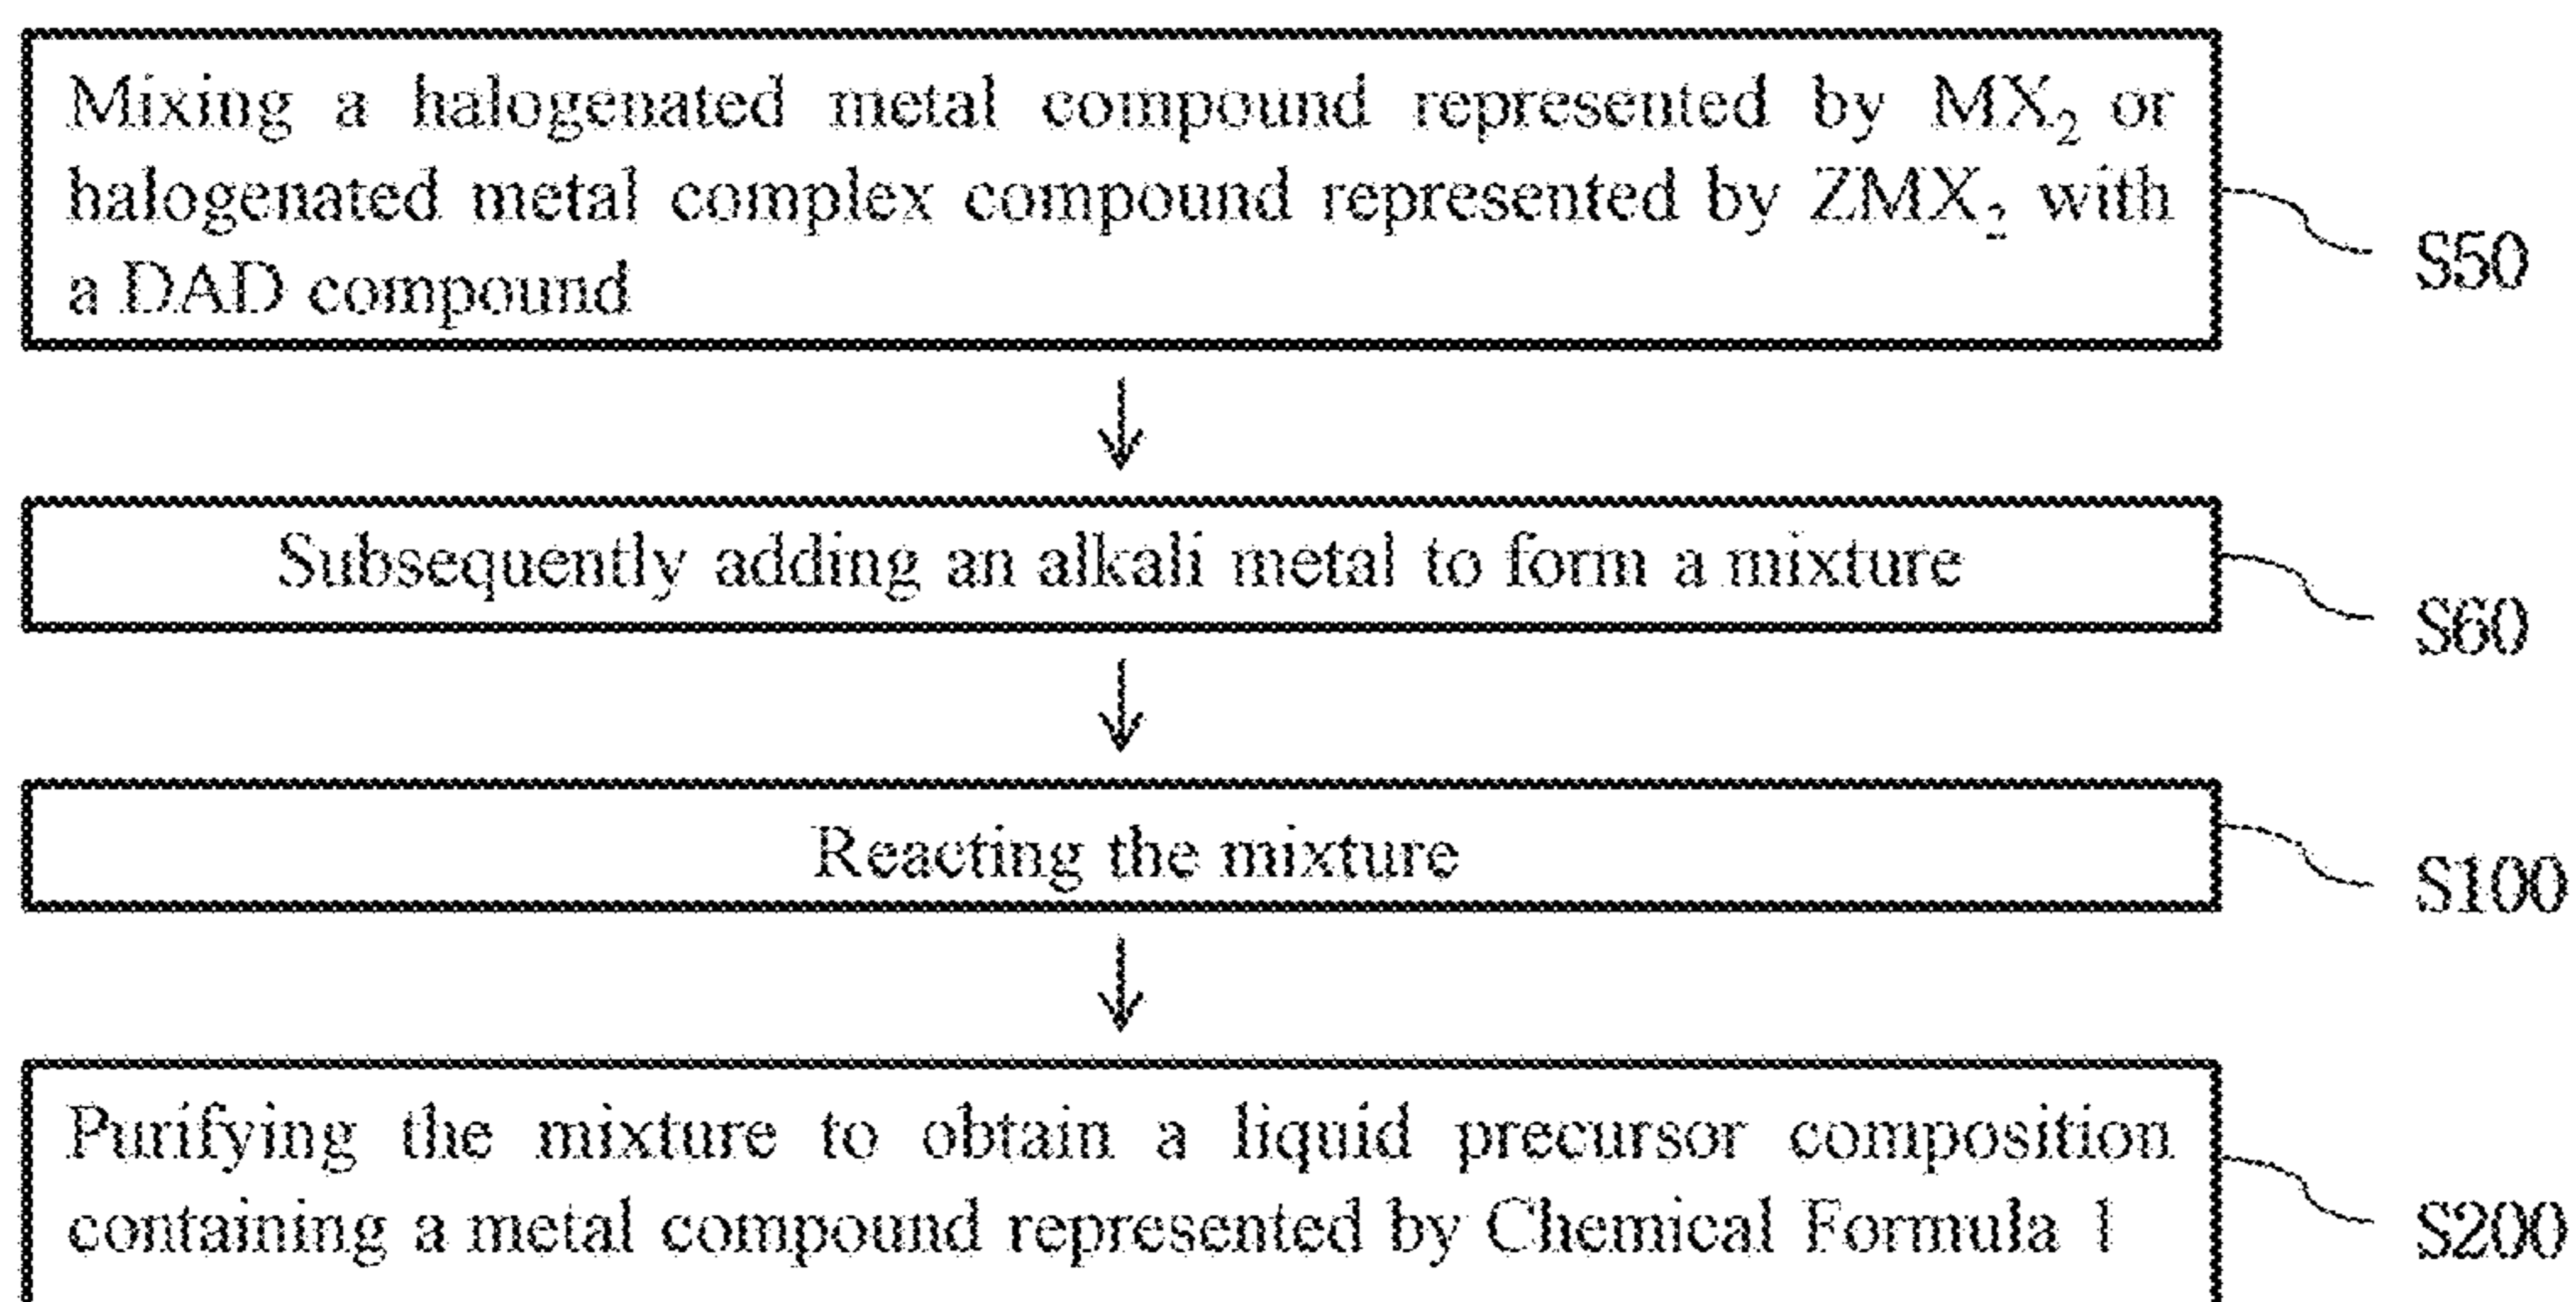 Mixing a halogenated metal compound represented by MX₂ or
halogenated metal complex compound represented by ZMX₂ with
a DAD compound
S50
Subsequently adding an alkali metal to form a mixture
S60
Reacting the mixture
S100
Purifying the mixture to obtain a liquid precursor composition
containing a metal compound represented by Chemical Formula 1
S200